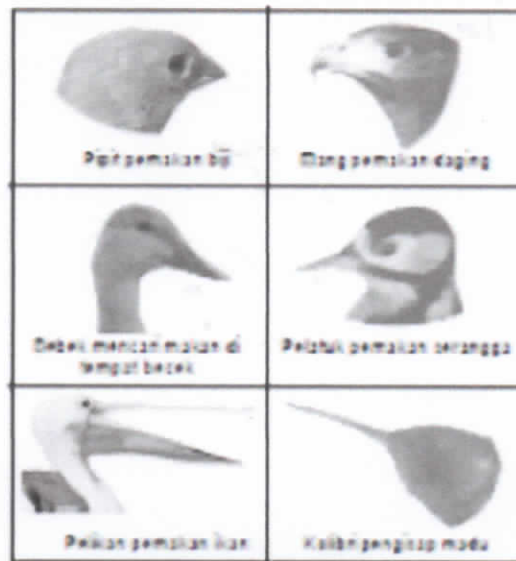 Pipit pemakan biji
Elang pemakan daging
Bebek mencari makan di
tempat becek
Pelatuk pemakan serangga
Pelikan pemakan ikan
Kolibri pengisap madu